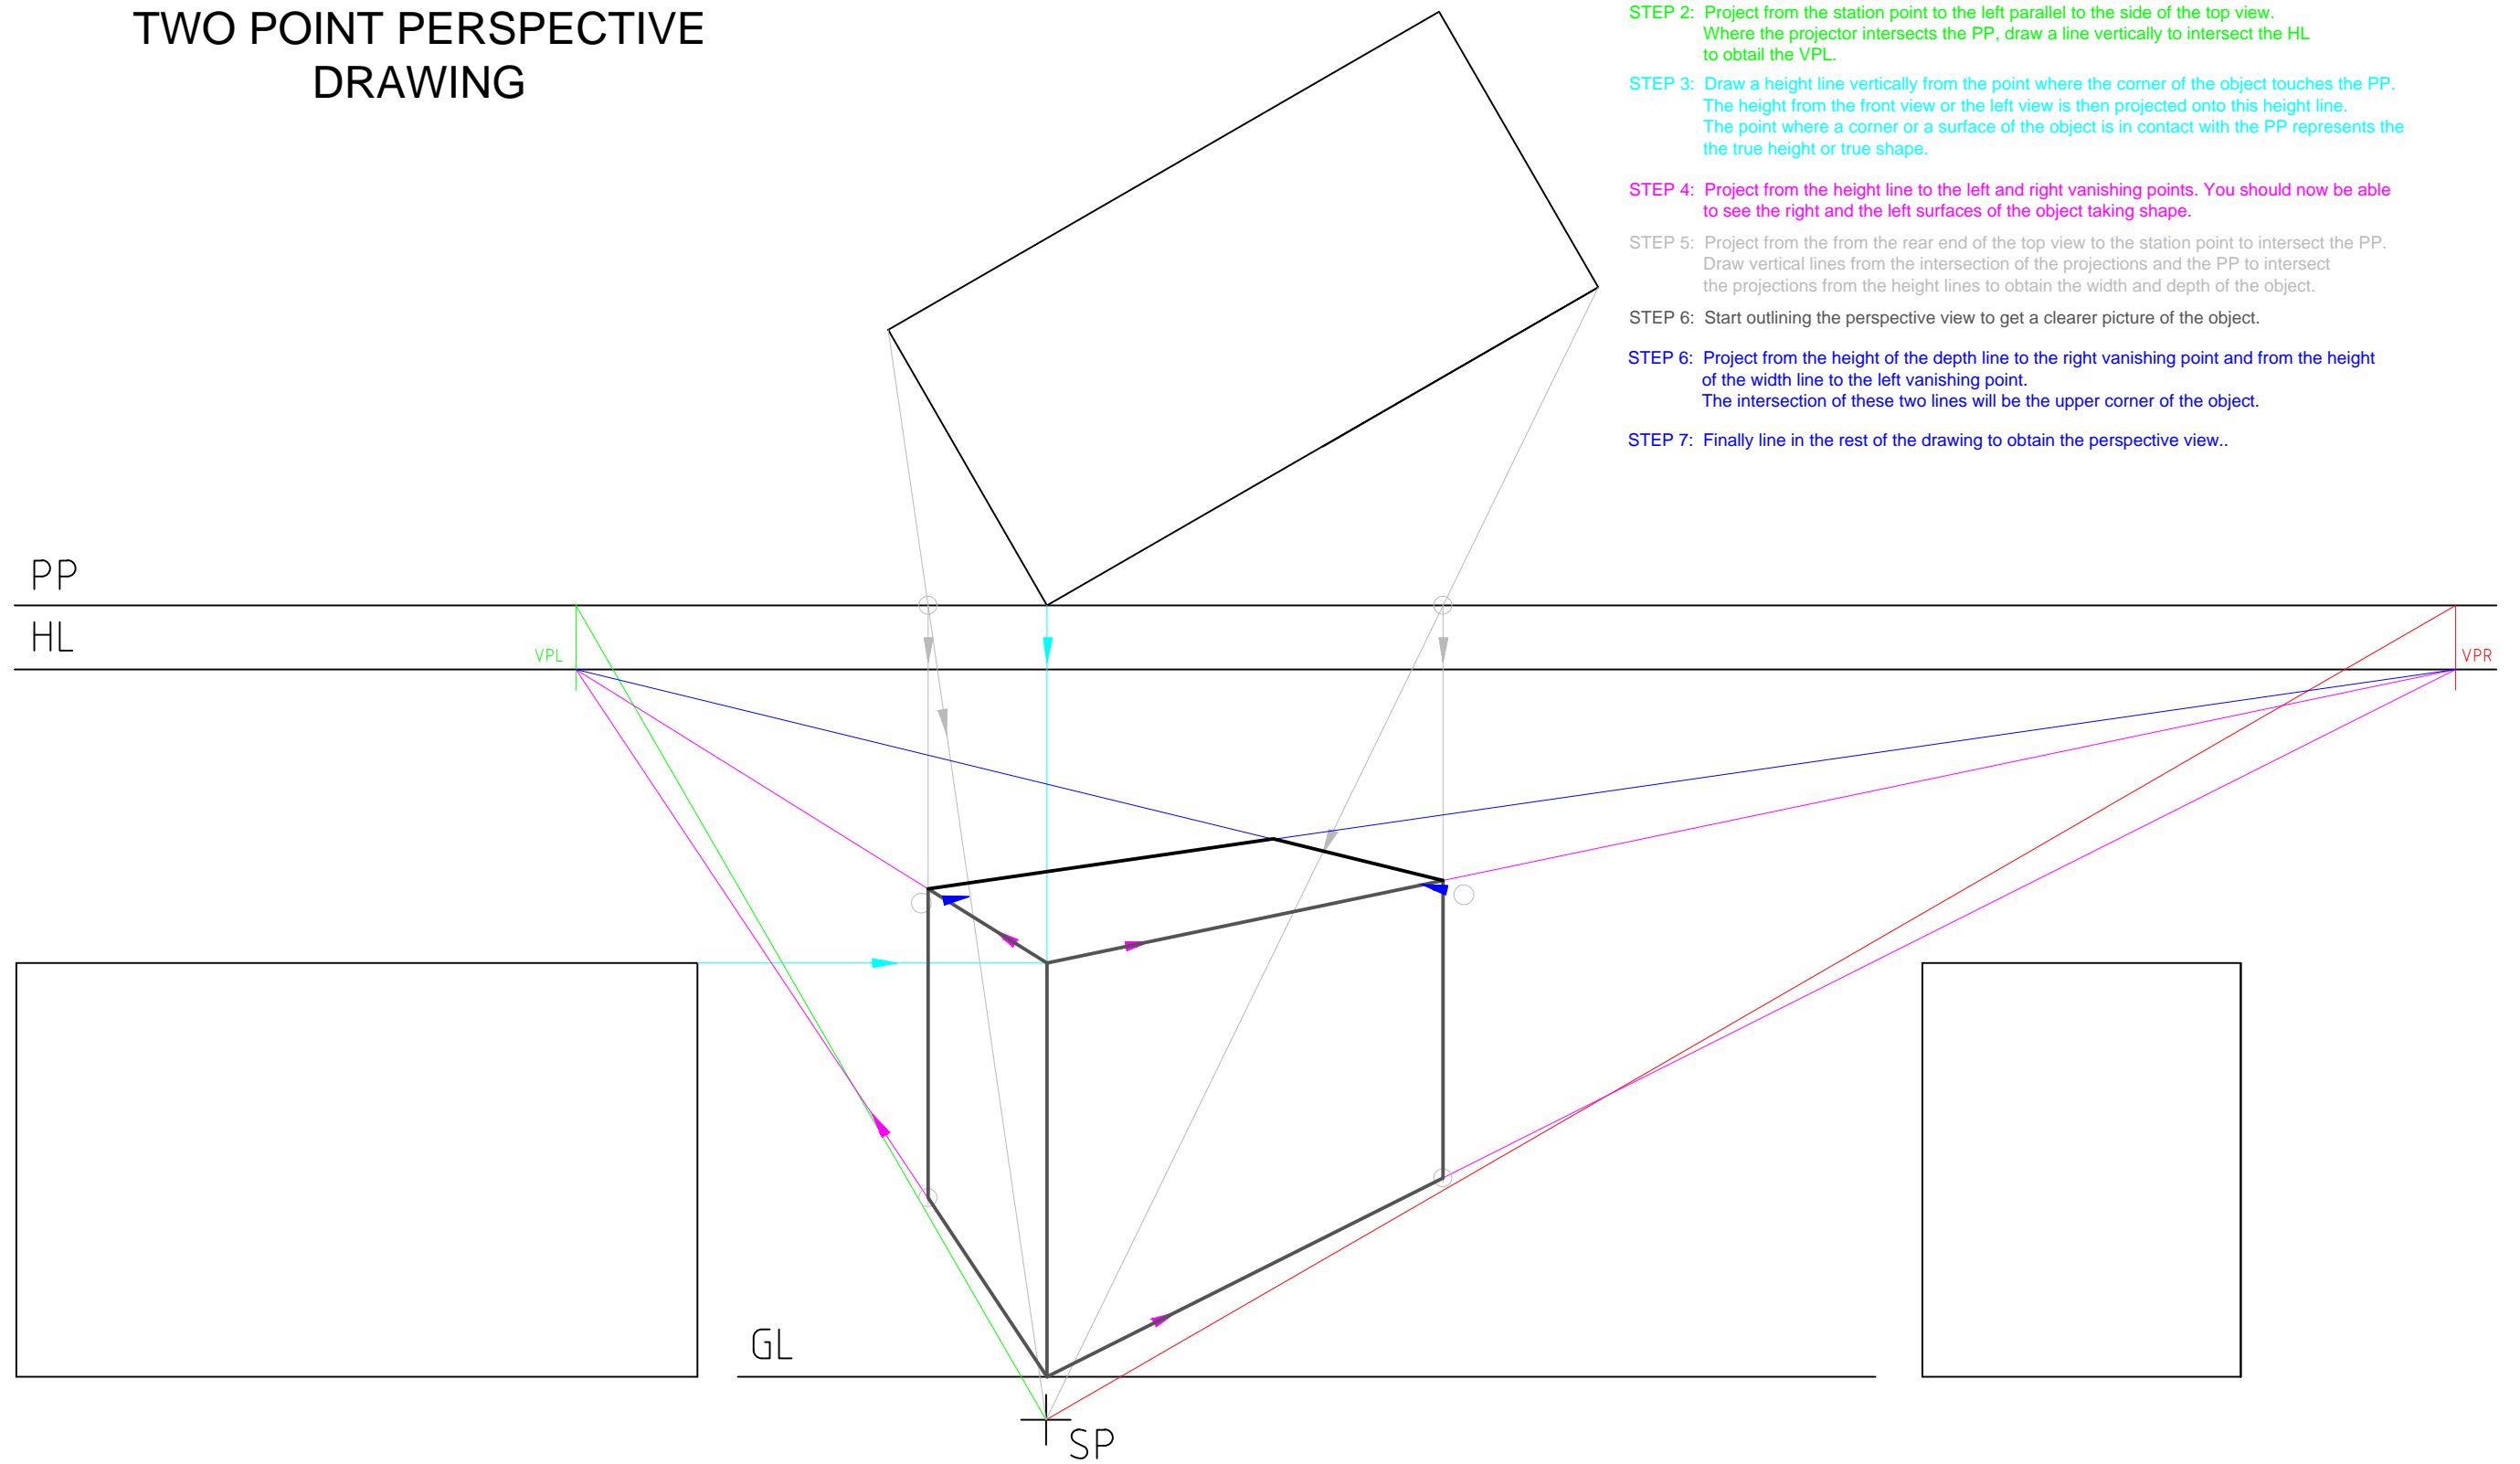 TWO POINT PERSPECTIVE
DRAWING
STEP 2: Project from the station point to the left parallel to the side of the top view.
Where the projector intersects the PP, draw a line vertically to intersect the HL
to obtail the VPL.
STEP 3: Draw a height line vertically from the point where the corner of the object touches the PP.
The height from the front view or the left view is then projected onto this height line.
The point where a corner or a surface of the object is in contact with the PP represents the
the true height or true shape.
STEP 4: Project from the height line to the left and right vanishing points. You should now be able
to see the right and the left surfaces of the object taking shape.
STEP 5: Project from the from the rear end of the top view to the station point to intersect the PP.
Draw vertical lines from the intersection of the projections and the PP to intersect
the projections from the height lines to obtain the width and depth of the object.
STEP 6: Start outlining the perspective view to get a clearer picture of the object.
STEP 6: Project from the height of the depth line to the right vanishing point and from the height
of the width line to the left vanishing point.
The intersection of these two lines will be the upper corner of the object.
STEP 7: Finally line in the rest of the drawing to obtain the perspective view..
PP
HL
VPL
VPR
GL
SP